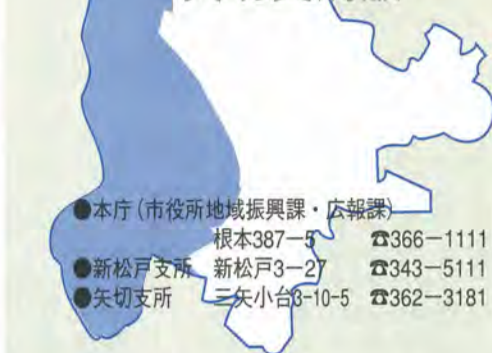 ●本庁(市役所地域振興課・広報課)
根本387−5 ☎366−1111
●新松戸支所 新松戸3−27 ☎343−5111
●矢切支所 三矢小台3-10-5 ☎362−3181